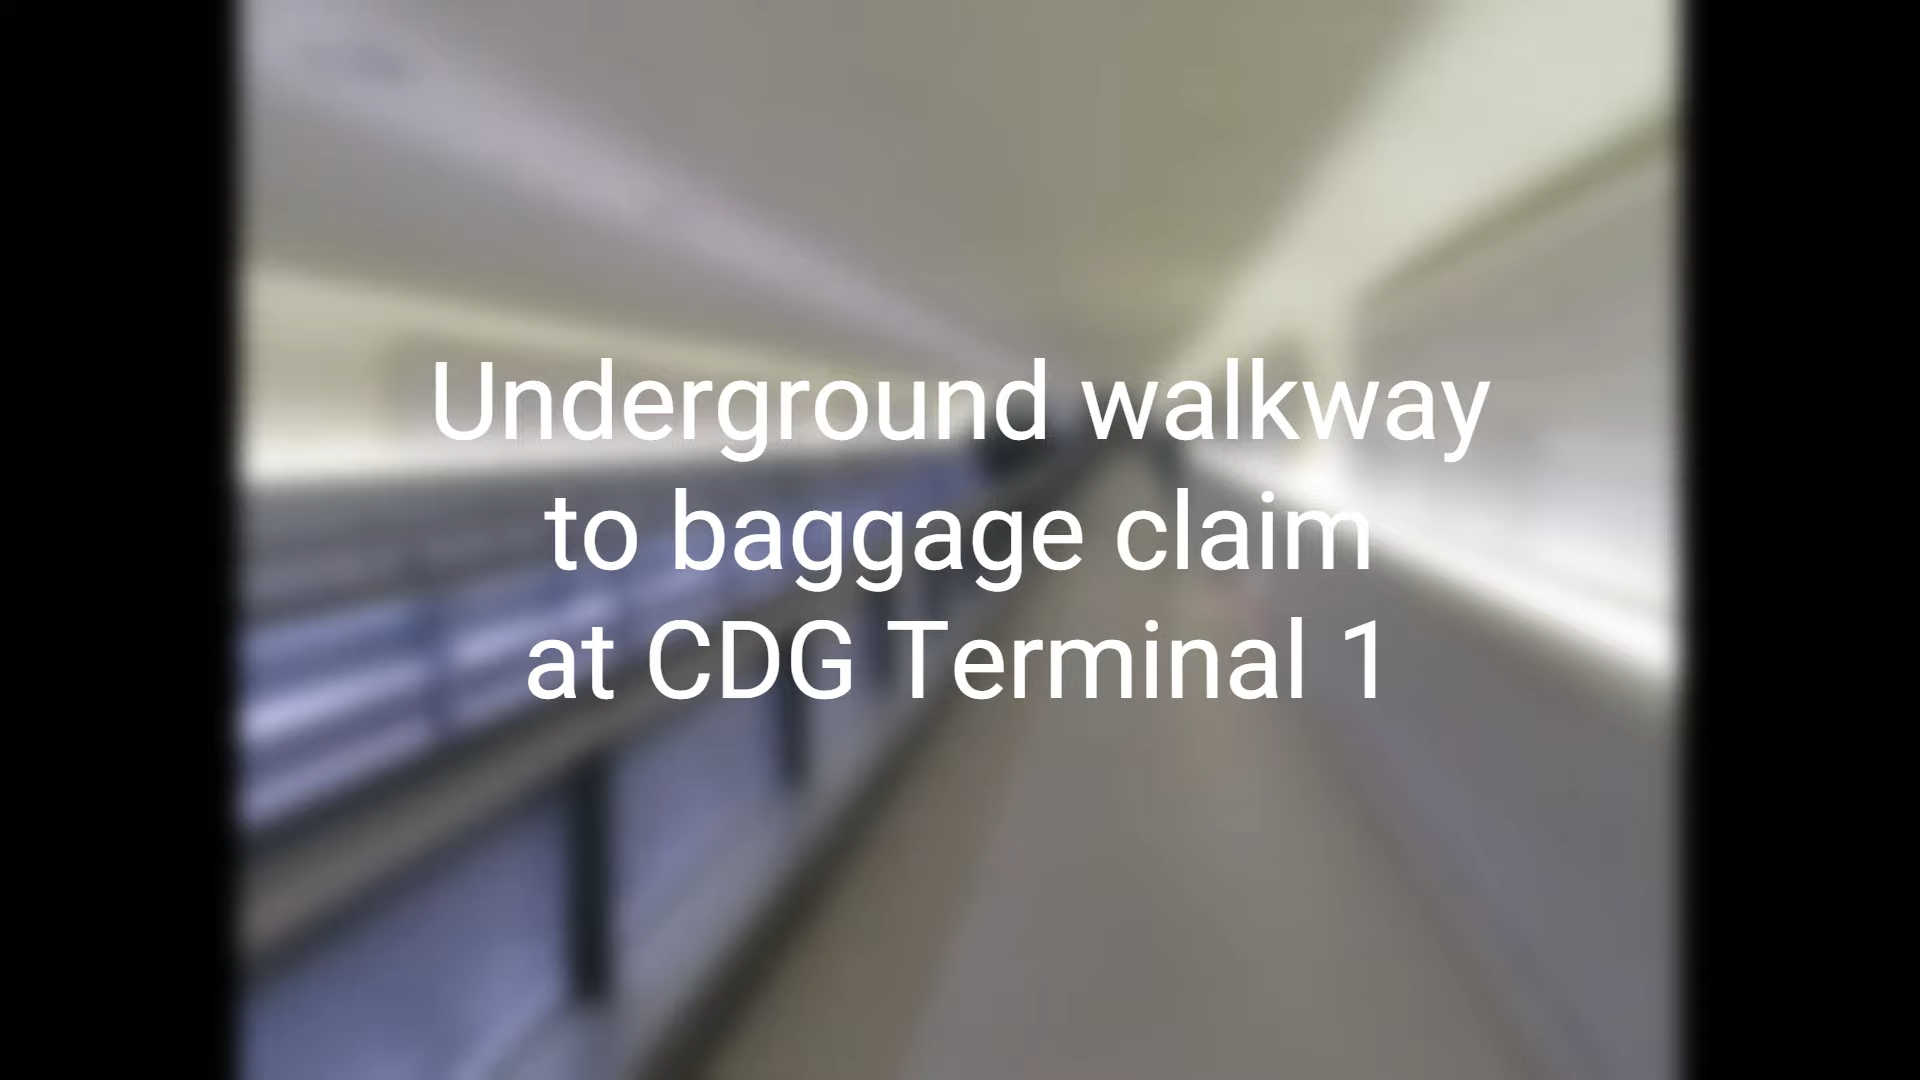 Underground walkway
to baggage claim
at CDG Terminal 1